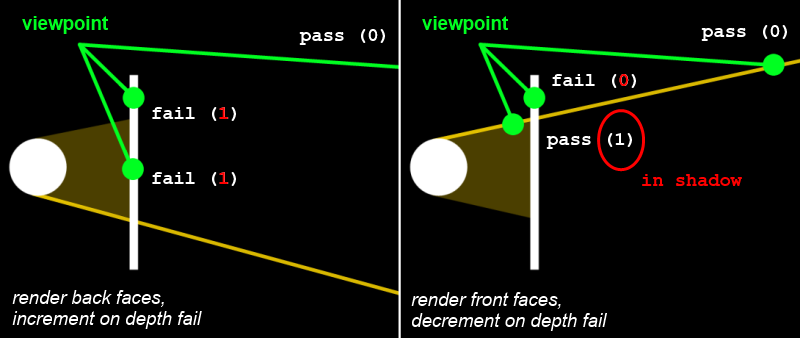 viewpoint
pass (0)
fail (1)
fail (1)
render back faces,
increment on depth fail
viewpoint
pass (0)
fail (0)
pass (1)
in shadow
render front faces,
decrement on depth fail